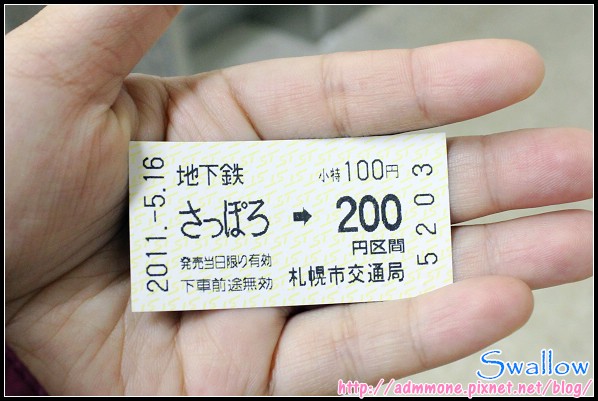 2011.-5.16
地下鉄 小特100円
さっぽろ ➡ 200
円区間
発売当日限り有効
下車前途無効 札幌市交通局
5203
Swallow
http://admmone.pixnet.net/blog/